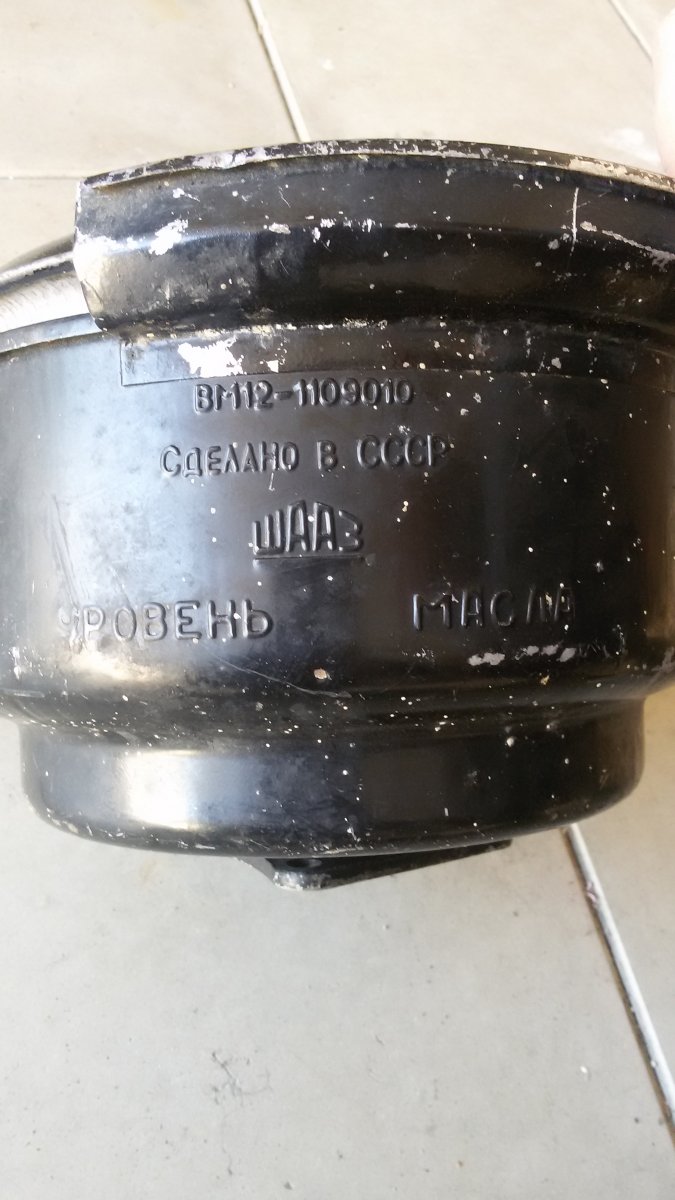 ВМ12-1109010
СДЕЛАНО В СССР
ШААЗ
УРОВЕНЬ МАСЛА